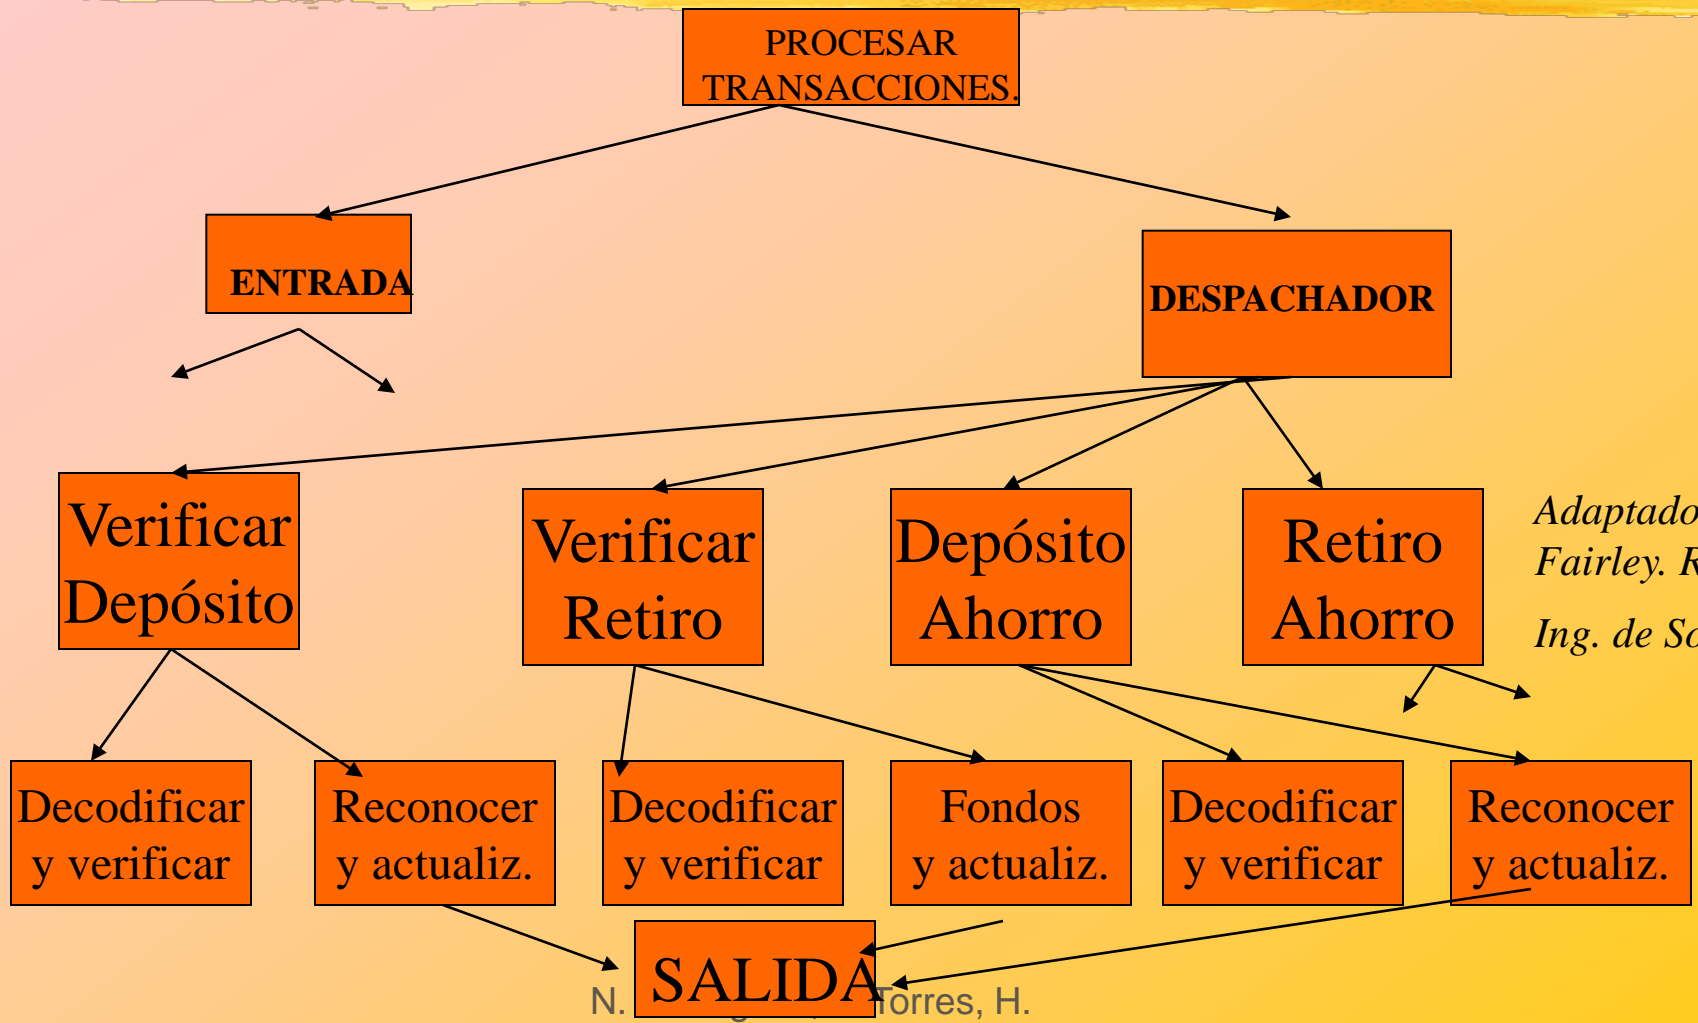 PROCESAR
TRANSACCIONES.
ENTRADA
DESPACHADOR
Verificar
Depósito
Verificar
Retiro
Depósito
Ahorro
Retiro
Ahorro
Adaptado
Fairley. R
Ing. de So
Decodificar
y verificar
Reconocer
y actualiz.
Decodificar
y verificar
Fondos
y actualiz.
Decodificar
y verificar
Reconocer
y actualiz.
SALIDA
N. Torres, H.